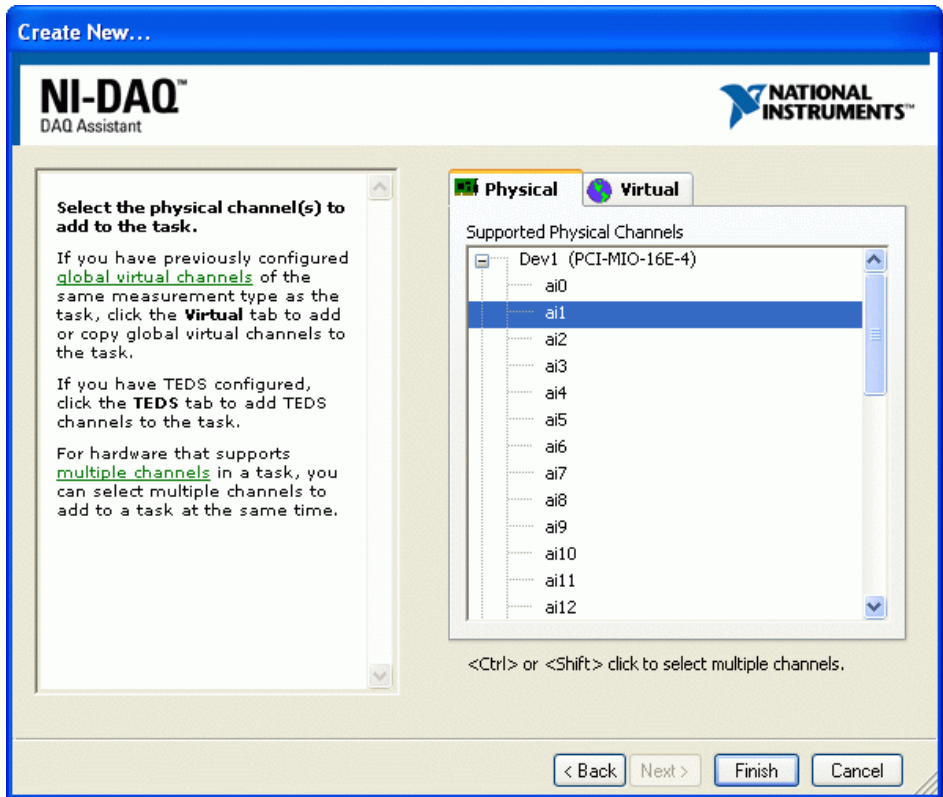 Create New...
NI-DAQ™
DAQ Assistant
NATIONAL
INSTRUMENTS™
Select the physical channel(s) to
add to the task.
If you have previously configured
global virtual channels of the
same measurement type as the
task, click the Virtual tab to add
or copy global virtual channels to
the task.
If you have TEDS configured,
click the TEDS tab to add TEDS
channels to the task.
For hardware that supports
multiple channels in a task, you
can select multiple channels to
add to a task at the same time.
Physical
Virtual
Supported Physical Channels
Dev1 (PCI-MIO-16E-4)
ai0
ai1
ai2
ai3
ai4
ai5
ai6
ai7
ai8
ai9
ai10
ai11
ai12
<Ctrl> or <Shift> click to select multiple channels.
< Back
Next >
Finish
Cancel